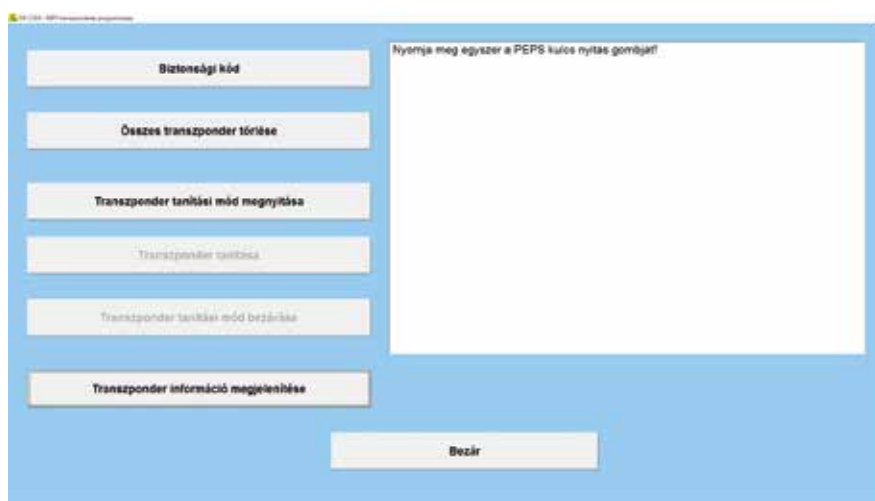 Biztonsági kód
Nyomja meg egyszer a PEPS kulcs nyitás gombját!
Összes transzponder törlése
Transzponder tanítási mód megnyitása
Transzponder tanítása
Transzponder tanítási mód bezárása
Transzponder információ megjelenítése
Bezár